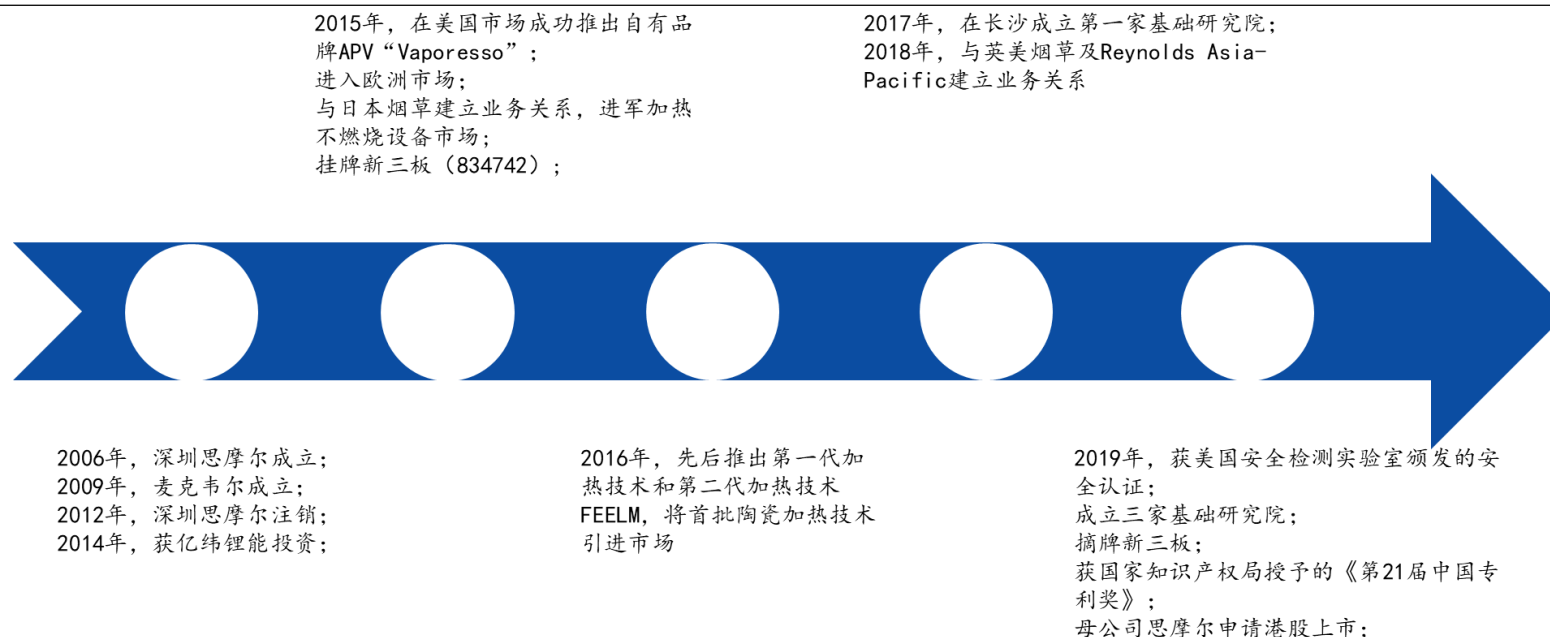 2015年，在美国市场成功推出自有品
牌APV“Vaporesso”；
进入欧洲市场；
与日本烟草建立业务关系，进军加热
不燃烧设备市场；
挂牌新三板（834742）；
2017年，在长沙成立第一家基础研究院；
2018年，与英美烟草及Reynolds Asia-
Pacific建立业务关系
2006年，深圳思摩尔成立；
2009年，麦克韦尔成立；
2012年，深圳思摩尔注销；
2014年，获亿纬锂能投资；
2016年，先后推出第一代加
热技术和第二代加热技术
FEELM，将首批陶瓷加热技术
引进市场
2019年，获美国安全检测实验室颁发的安
全认证；
成立三家基础研究院；
摘牌新三板；
获国家知识产权局授予的《第21届中国专
利奖》；
母公司思摩尔申请港股上市；